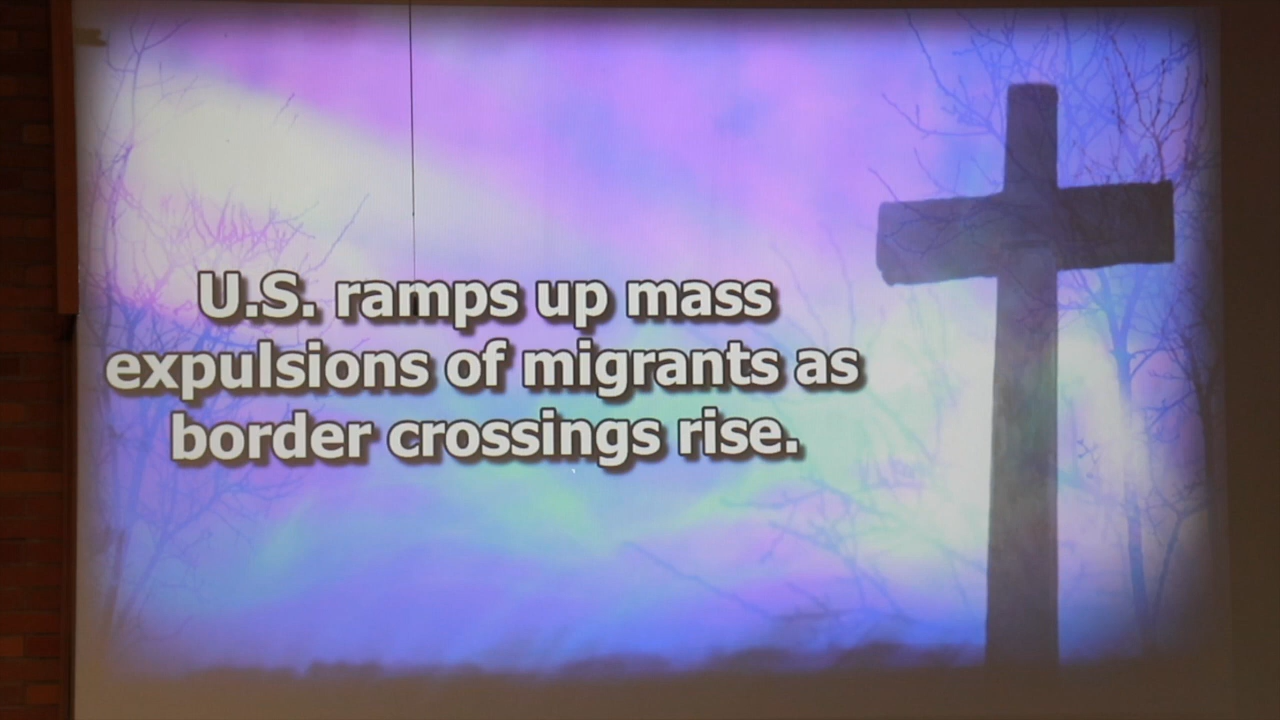 U.S. ramps up mass
expulsions of migrants as
border crossings rise.